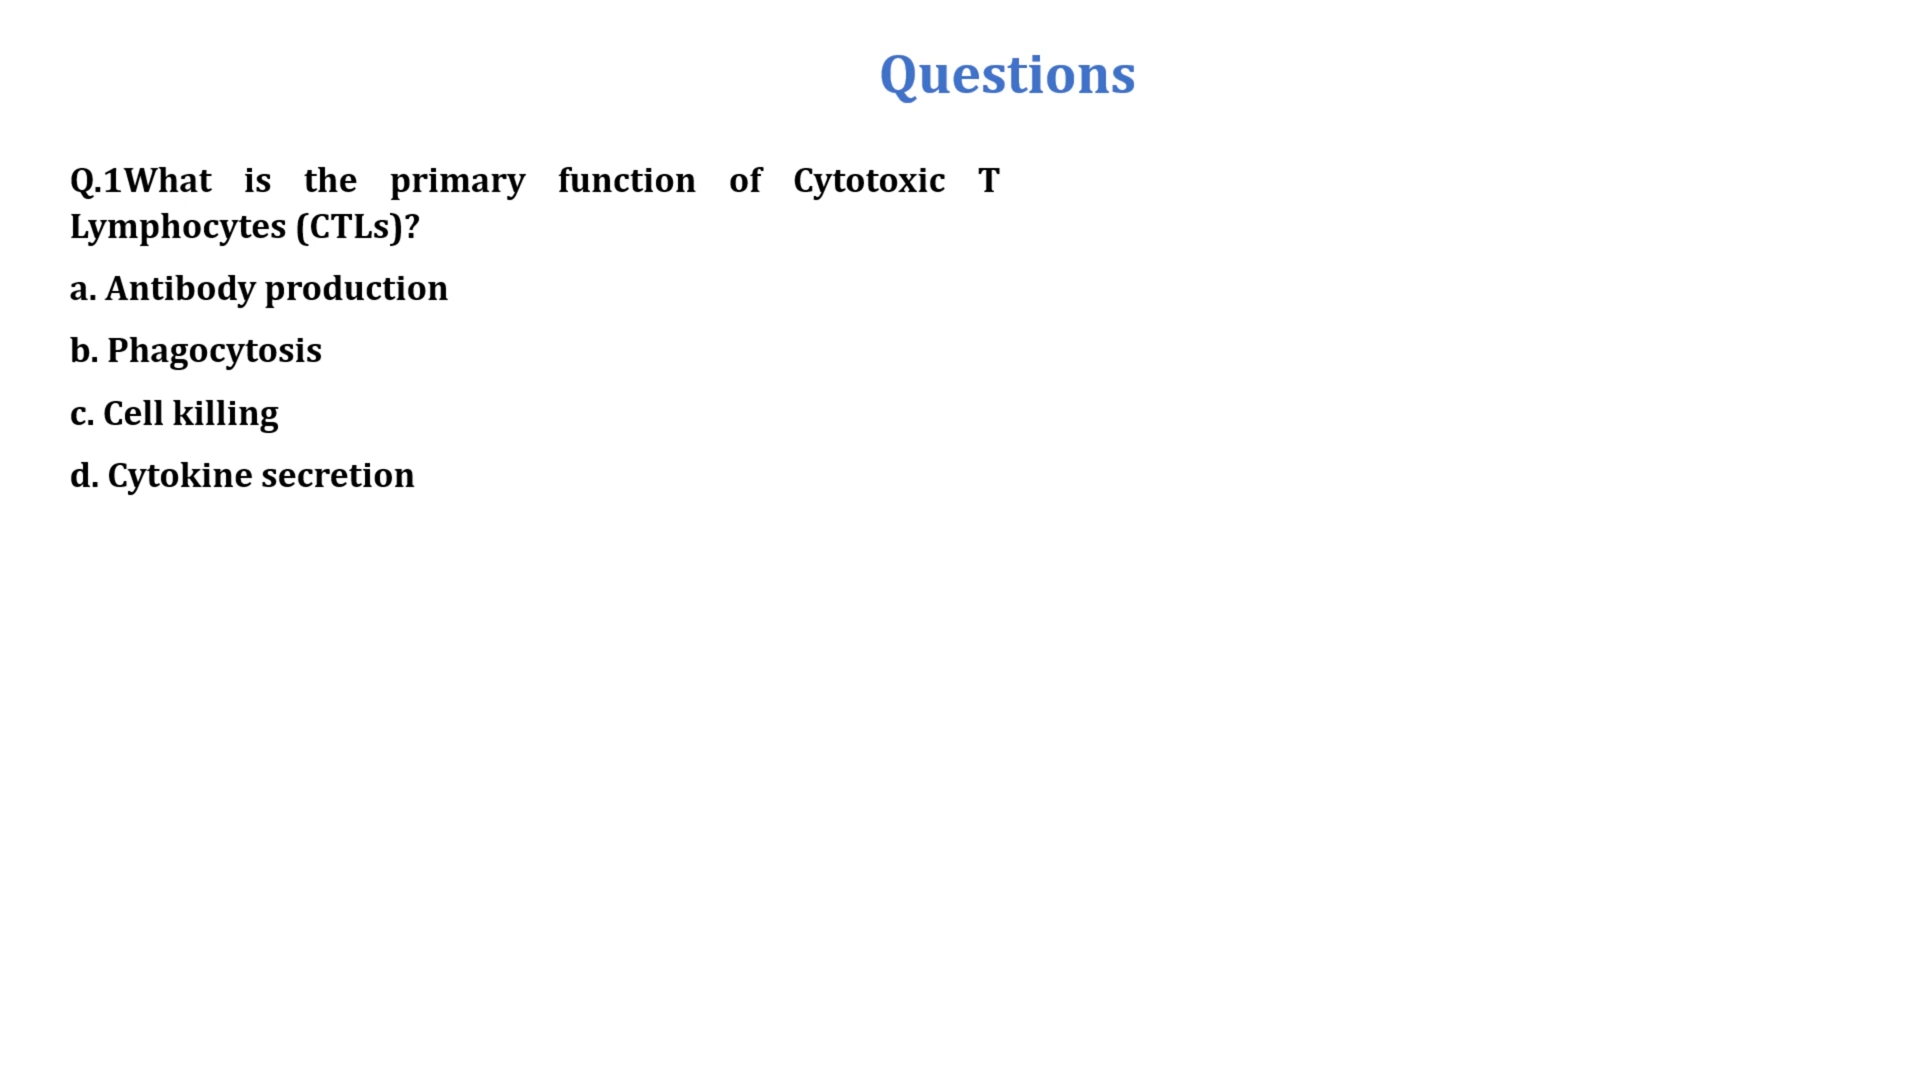 Questions
Q.1What is the primary function of Cytotoxic T
Lymphocytes (CTLs)?
a. Antibody production
b. Phagocytosis
c. Cell killing
d. Cytokine secretion